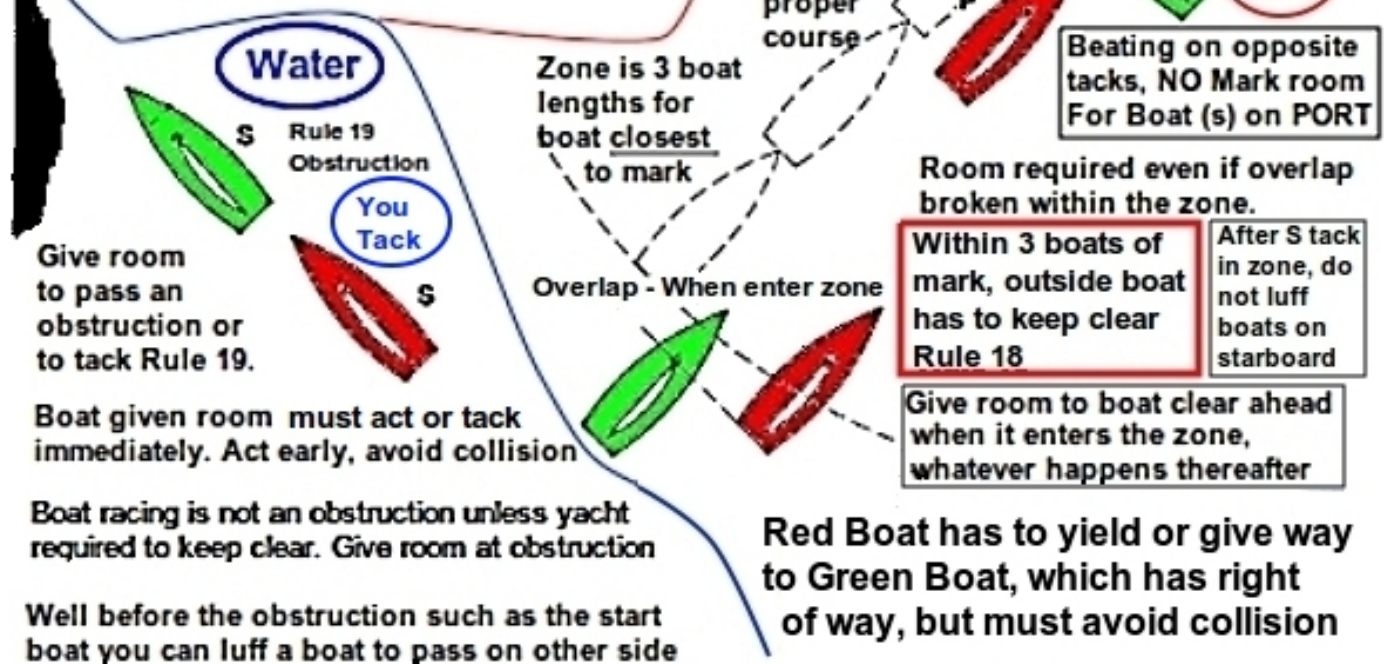 proper
course
Beating on opposite
tacks, NO Mark room
For Boat (s) on PORT
Water
Zone is 3 boat
lengths for
boat closest
to mark
S
Rule 19
Obstruction
You
Tack
S
Room required even if overlap
broken within the zone.
Within 3 boats of
mark, outside boat
has to keep clear
Rule 18
After S tack
in zone, do
not luff
boats on
starboard
Give room
to pass an
obstruction or
to tack Rule 19.
Overlap - When enter zone
Give room to boat clear ahead
when it enters the zone,
whatever happens thereafter
Boat given room must act or tack
immediately. Act early, avoid collision
Boat racing is not an obstruction unless yacht
required to keep clear. Give room at obstruction
Red Boat has to yield or give way
to Green Boat, which has right
of way, but must avoid collision
Well before the obstruction such as the start
boat you can luff a boat to pass on other side